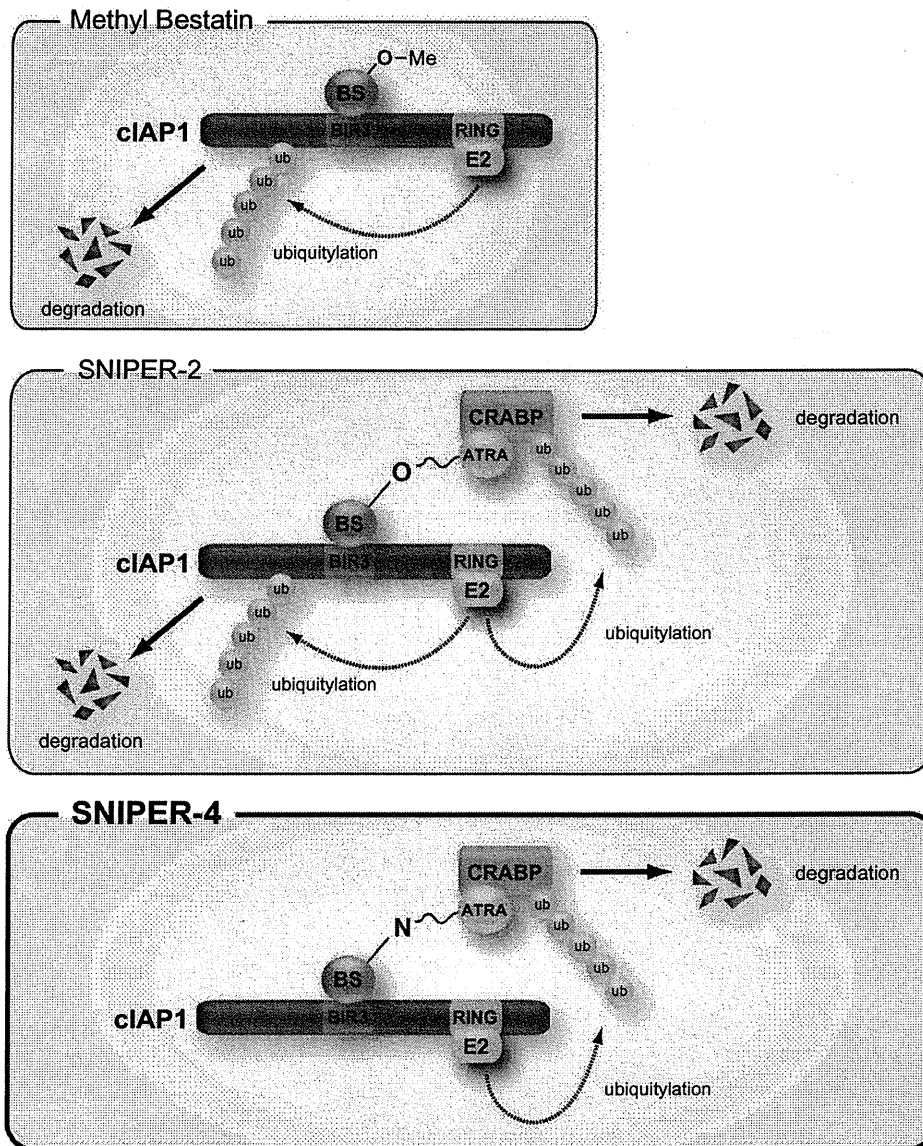 Methyl Bestatin
O–Me
BS
cIAP1
BIR3
RING
E2
ub
ub
ub
ub
ub
ubiquitylation
degradation
SNIPER-2
CRABP
degradation
ATRA
O
ub
ub
ub
ub
BS
cIAP1
BIR3
RING
E2
ub
ub
ub
ub
ub
ubiquitylation
ubiquitylation
degradation
SNIPER-4
CRABP
degradation
ATRA
N
ub
ub
ub
ub
ub
BS
cIAP1
BIR3
RING
E2
ubiquitylation